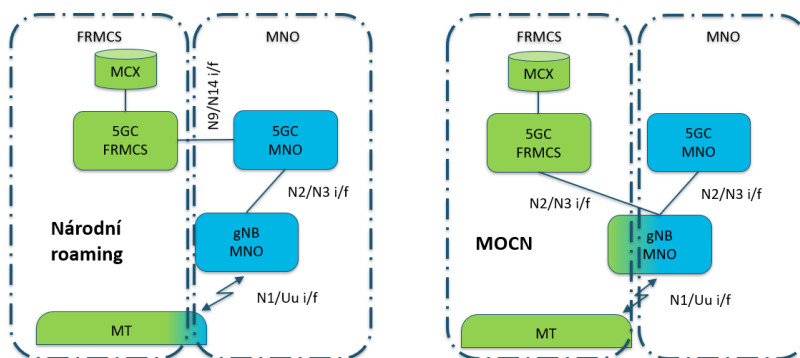 FRMCS
MNO
MCX
N9/N14 i/f
5GC
FRMCS
5GC
MNO
N2/N3 i/f
Národní
roaming
gNB
MNO
N1/Uu i/f
MT
FRMCS
MNO
MCX
5GC
FRMCS
5GC
MNO
N2/N3 i/f
N2/N3 i/f
MOCN
gNB
MNO
N1/Uu i/f
MT